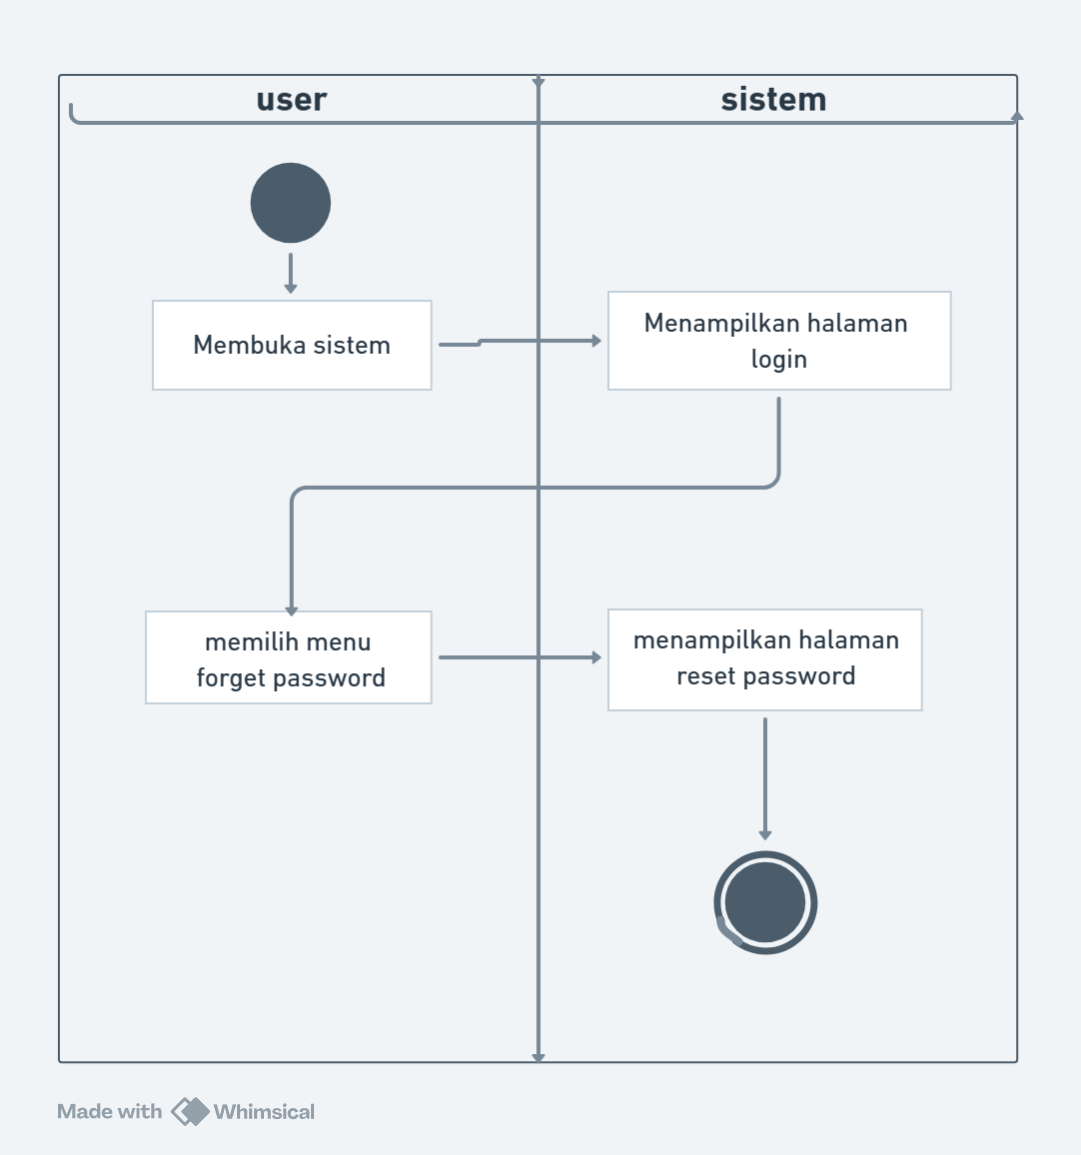 user
sistem
Membuka sistem
Menampilkan halaman
login
memilih menu
forget password
menampilkan halaman
reset password
Made with Whimsical